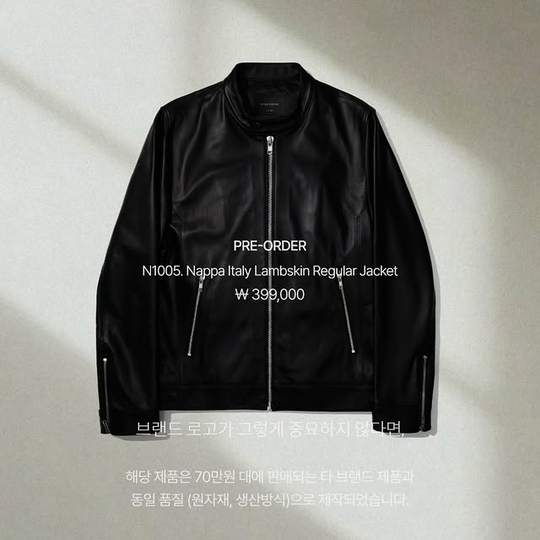 PRE-ORDER
N1005. Nappa Italy Lambskin Regular Jacket
₩ 399,000
브랜드 로고가 그렇게 중요하지 않다면,
해당 제품은 70만원 대에 판매되는 타 브랜드 제품과
동일 품질 (원자재, 생산방식)으로 제작되었습니다.